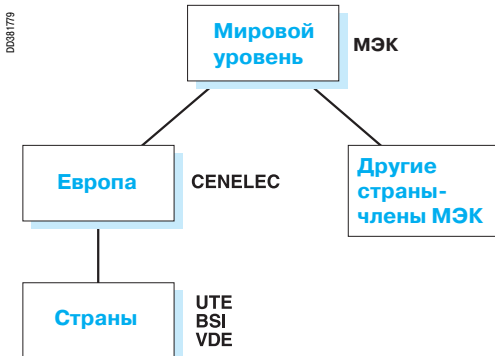 DD381779
Мировой
уровень
МЭК
Европа
CENELEC
Другие
страны-
члены МЭК
Страны
UTE
BSI
VDE